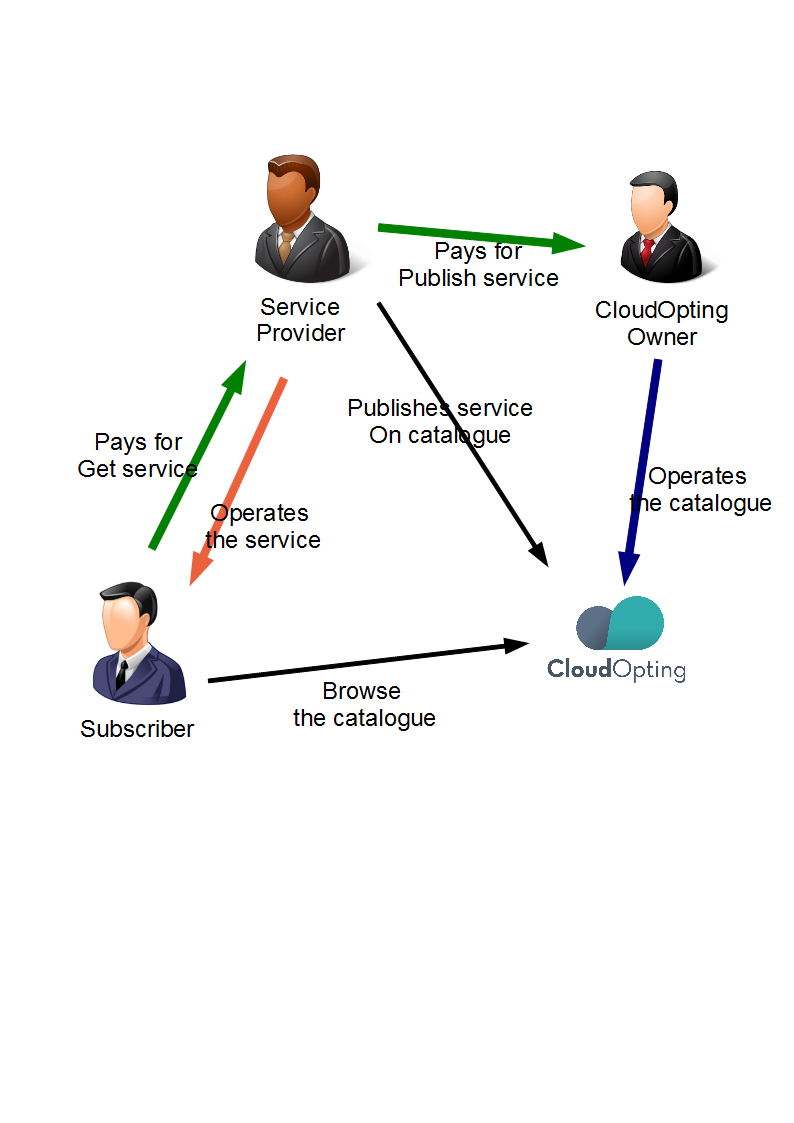 Pays for
Publish service
Service
Provider
CloudOpting
Owner
Publishes service
On catalogue
Pays for
Get service
Operates
the catalogue
Operates
the service
CloudOpting
Browse
the catalogue
Subscriber